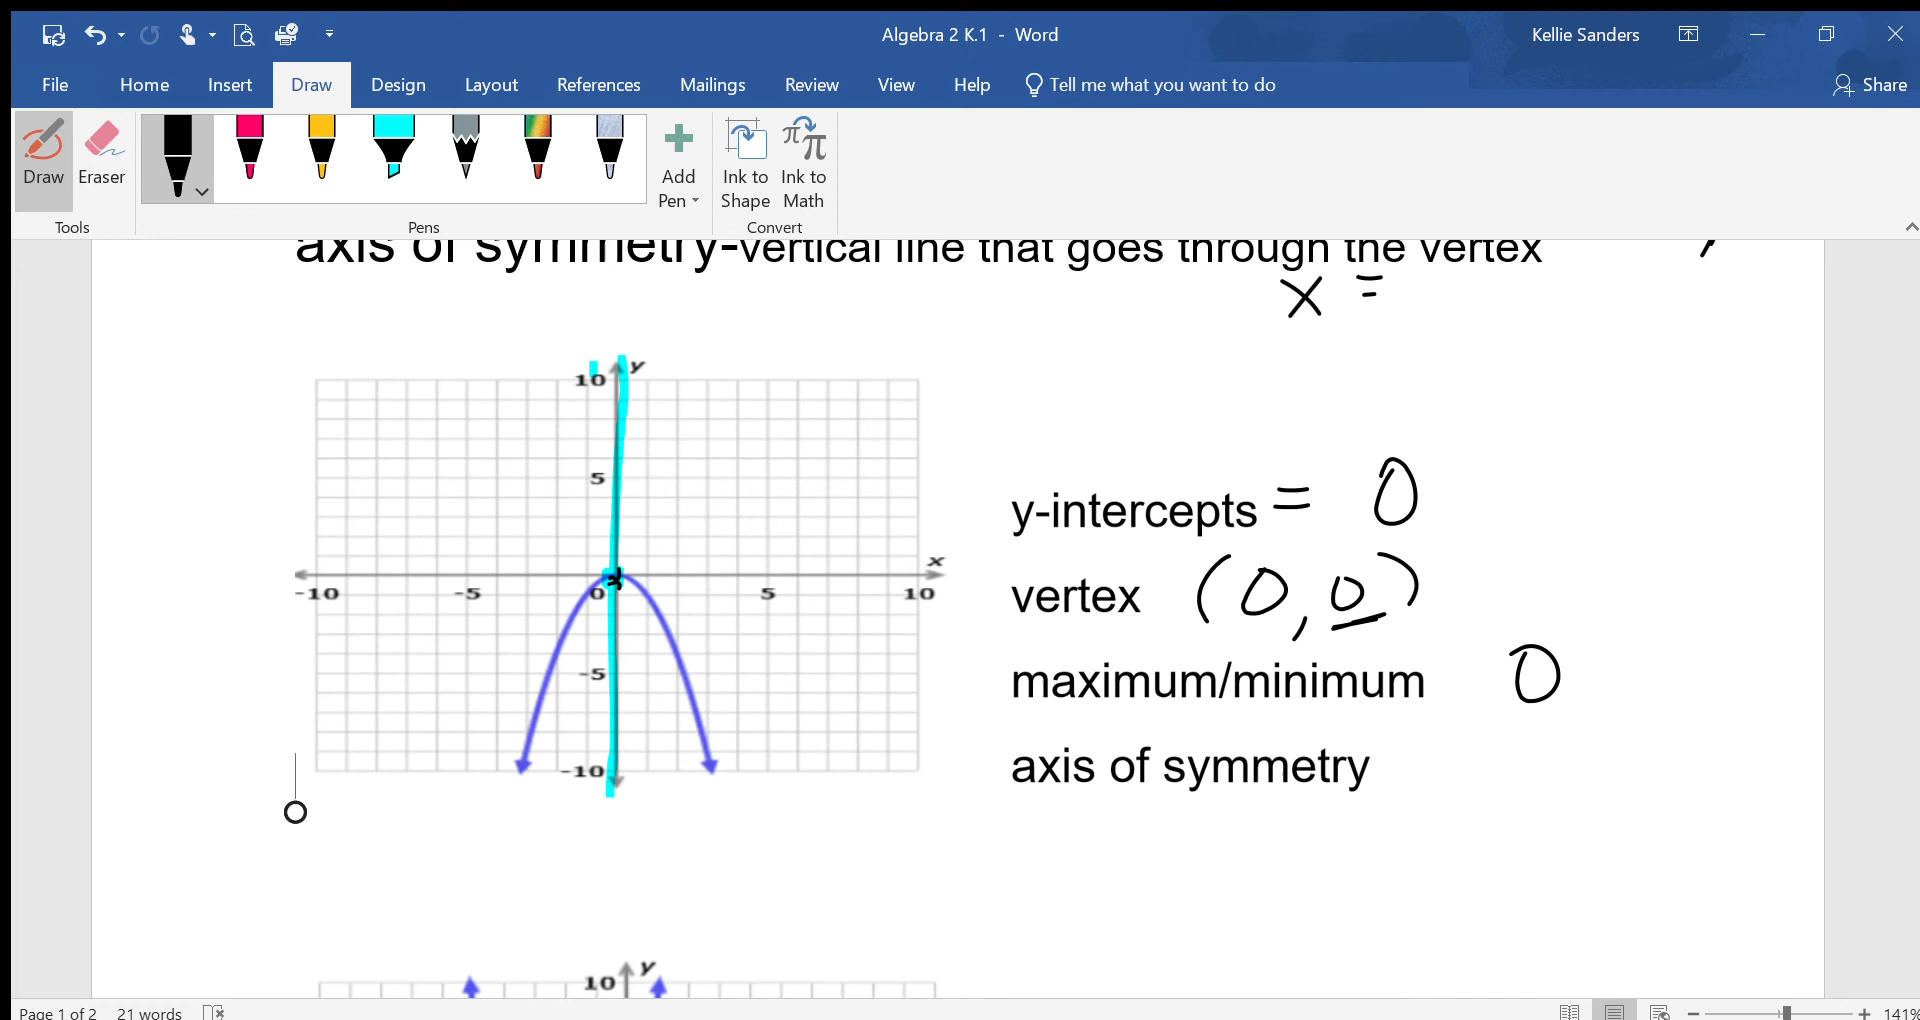 Algebra 2 K.1 - Word
Kellie Sanders
File Home Insert Draw Design Layout References Mailings Review View Help Tell me what you want to do Share
Draw Eraser Add Pen Ink to Shape Ink to Math
Tools Pens Convert
axis of symmetry-vertical line that goes through the vertex
x =
y
10
5
x
-10 -5 0 5 10
-5
-10
y-intercepts = 0
vertex (0, 0)
maximum/minimum 0
axis of symmetry
y
10
Page 1 of 2 21 words 141%